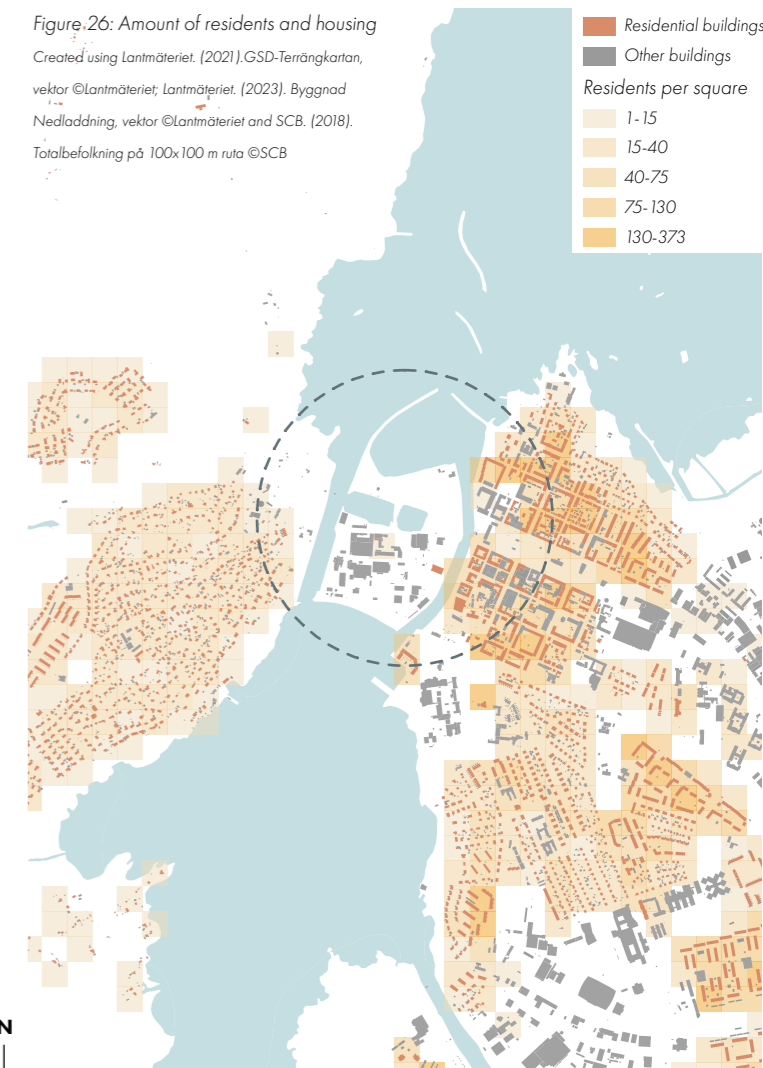 Figure 26: Amount of residents and housing
Created using Lantmäteriet. (2021).GSD-Terrängkartan,
vektor ©Lantmäteriet; Lantmäteriet. (2023). Byggnad
Nedladdning, vektor ©Lantmäteriet and SCB. (2018).
Totalbefolkning på 100x100 m ruta ©SCB
Residential buildings
Other buildings
Residents per square
1-15
15-40
40-75
75-130
130-373
N